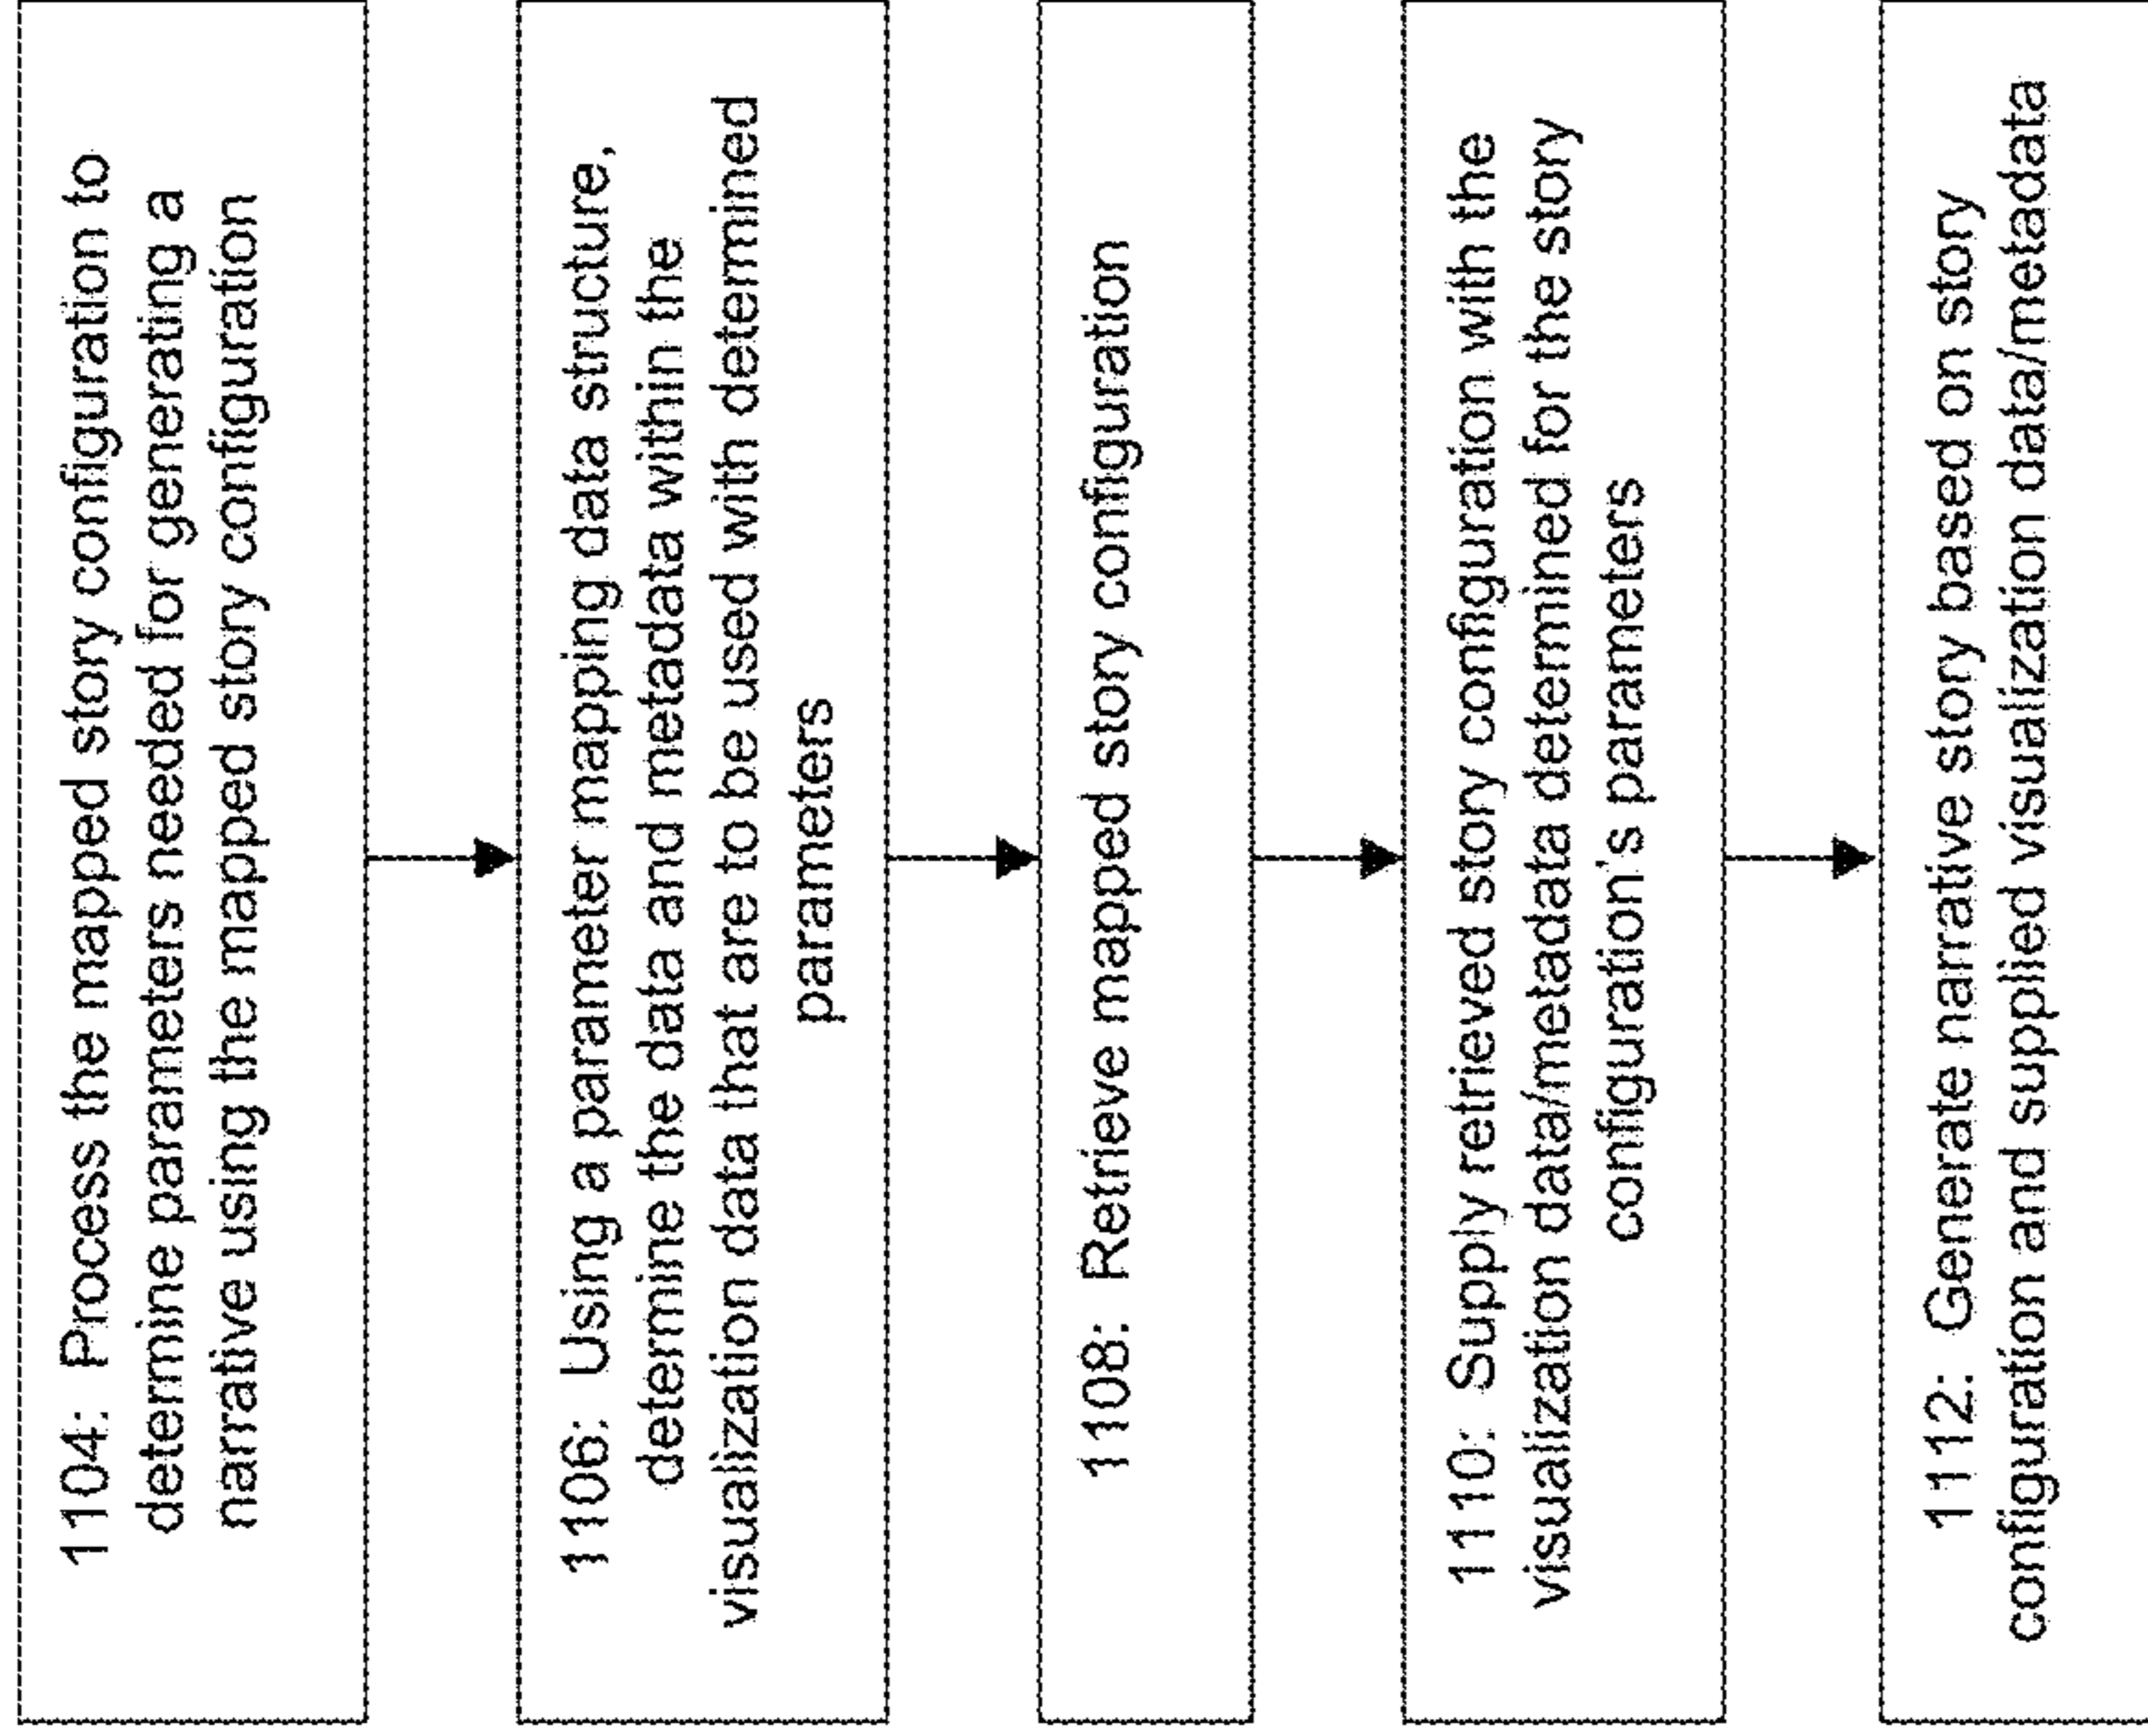 1104: Process the mapped story configuration to
determine parameters needed for generating a
narrative using the mapped story configuration
1106: Using a parameter mapping data structure,
determine the data and metadata within the
visualization data that are to be used with determined
parameters
1108: Retrieve mapped story configuration
1110: Supply retrieved story configuration with the
visualization data/metadata determined for the story
configuration's parameters
1112: Generate narrative story based on story
configuration and supplied visualization data/metadata